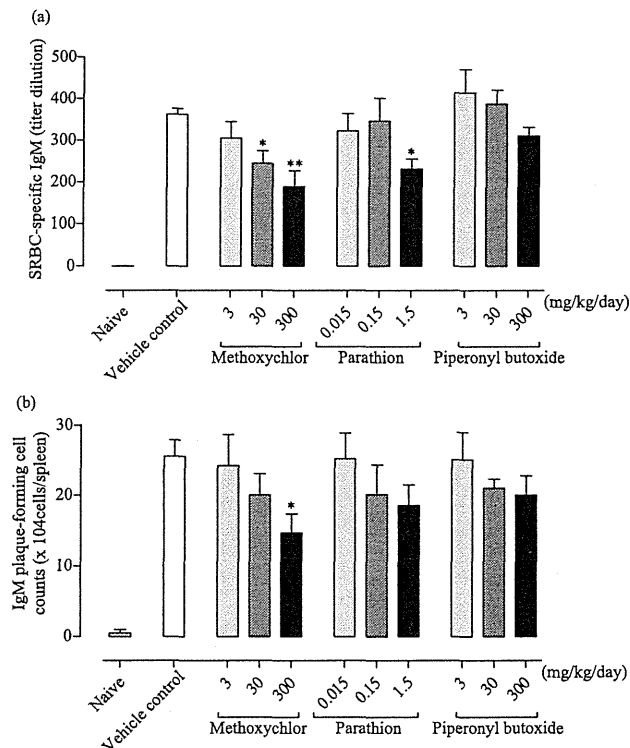 (a)
SRBC-specific IgM (titer dilution)
500
400
300
200
100
0
*
**
*
Naive
Vehicle control
3
30
300
0.015
0.15
1.5
3
30
300
(mg/kg/day)
Methoxychlor
Parathion
Piperonyl butoxide
(b)
IgM plaque-forming cell
counts (x 104cells/spleen)
30
20
10
0
*
Naive
Vehicle control
3
30
300
0.015
0.15
1.5
3
30
300
(mg/kg/day)
Methoxychlor
Parathion
Piperonyl butoxide